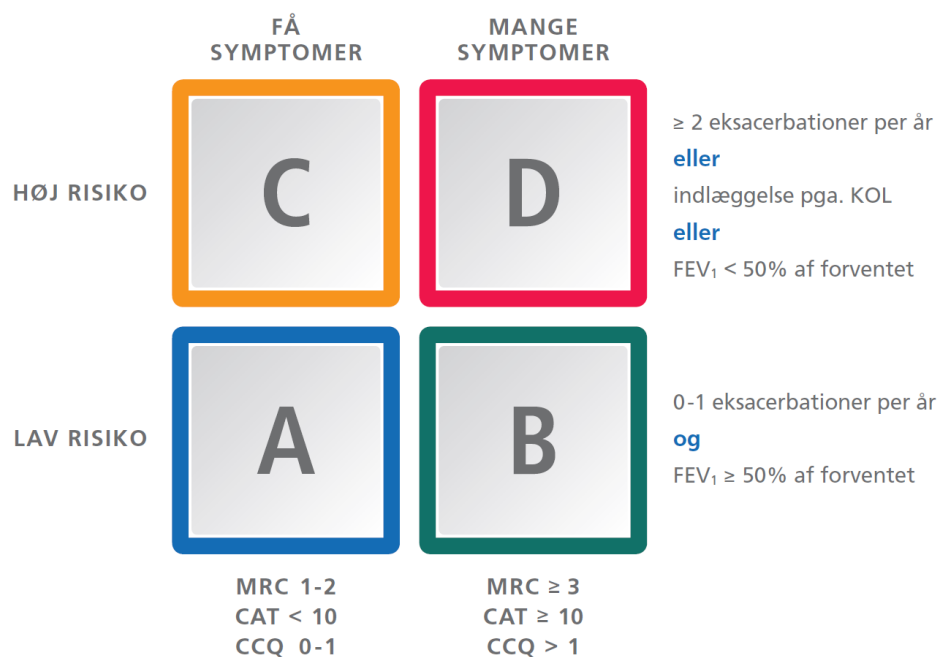 FÅ
SYMPTOMER
MANGE
SYMPTOMER
HØJ RISIKO
C
D
≥ 2 eksacerbationer per år
eller
indlæggelse pga. KOL
eller
FEV₁ < 50% af forventet
LAV RISIKO
A
B
0-1 eksacerbationer per år
og
FEV₁ ≥ 50% af forventet
MRC 1-2
CAT < 10
CCQ 0-1
MRC ≥ 3
CAT ≥ 10
CCQ > 1